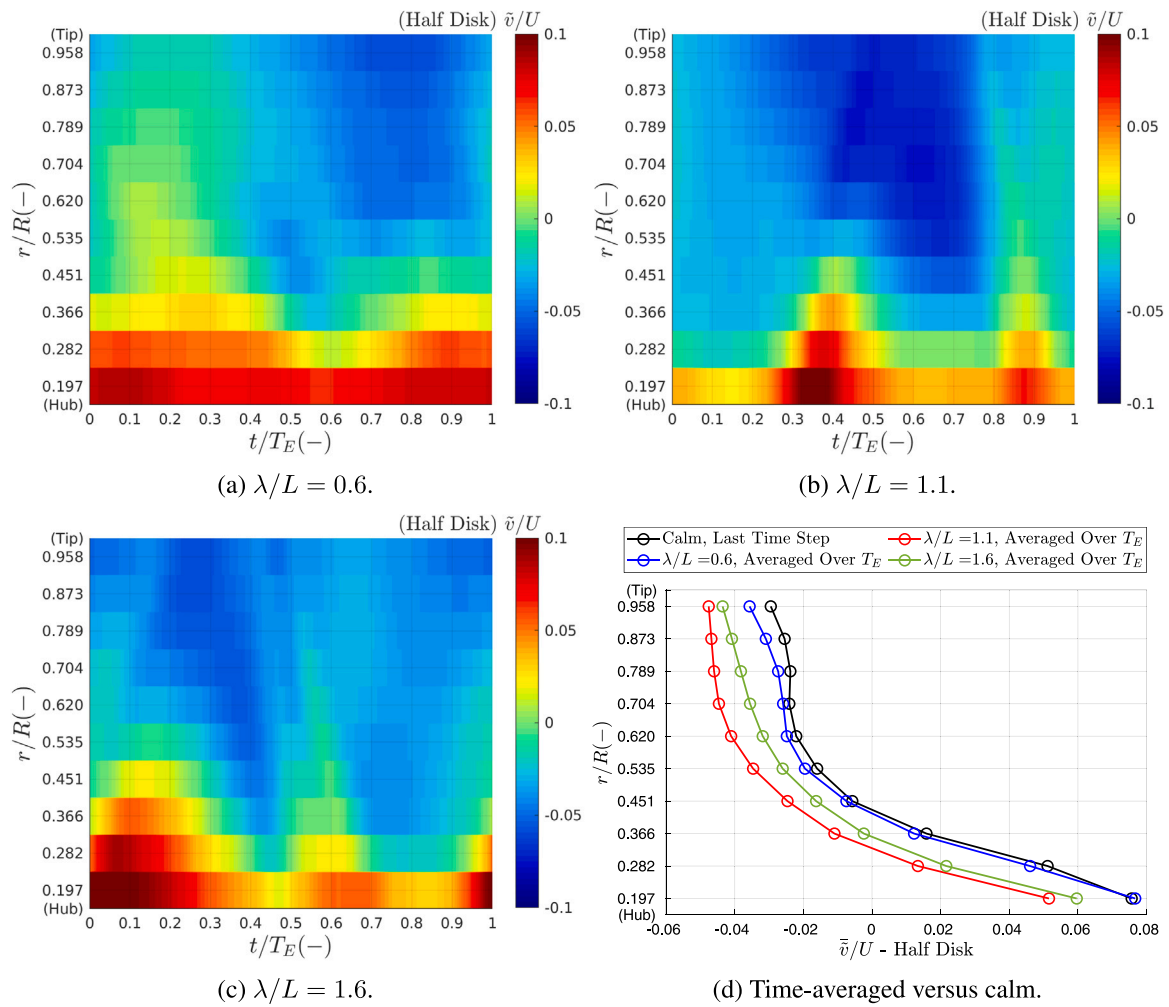 (Half Disk) ṽ/U
(Tip)
0.958
0.873
0.789
0.704
0.620
0.535
0.451
0.366
0.282
0.197
(Hub)
r/R(−)
0 0.1 0.2 0.3 0.4 0.5 0.6 0.7 0.8 0.9 1
t/T_E(−)
0.1
0.05
0
-0.05
-0.1
(a) λ/L = 0.6.
(Half Disk) ṽ/U
(Tip)
0.958
0.873
0.789
0.704
0.620
0.535
0.451
0.366
0.282
0.197
(Hub)
r/R(−)
0 0.1 0.2 0.3 0.4 0.5 0.6 0.7 0.8 0.9 1
t/T_E(−)
0.1
0.05
0
-0.05
-0.1
(b) λ/L = 1.1.
(Half Disk) ṽ/U
(Tip)
0.958
0.873
0.789
0.704
0.620
0.535
0.451
0.366
0.282
0.197
(Hub)
r/R(−)
0 0.1 0.2 0.3 0.4 0.5 0.6 0.7 0.8 0.9 1
t/T_E(−)
0.1
0.05
0
-0.05
-0.1
(c) λ/L = 1.6.
Calm, Last Time Step
λ/L =1.1, Averaged Over T_E
λ/L =0.6, Averaged Over T_E
λ/L =1.6, Averaged Over T_E
(Tip)
0.958
0.873
0.789
0.704
0.620
0.535
0.451
0.366
0.282
0.197
(Hub)
r/R(−)
-0.06 -0.04 -0.02 0 0.02 0.04 0.06 0.08
ṽ̄/U - Half Disk
(d) Time-averaged versus calm.